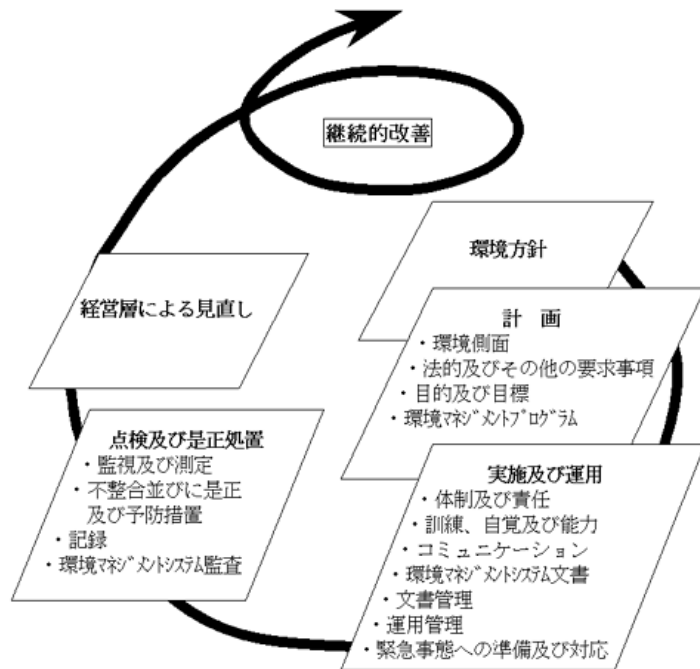 継続的改善
環境方針
計　画
・環境側面
・法的及びその他の要求事項
・目的及び目標
・環境ﾏﾈｼﾞﾒﾝﾄﾌﾟﾛｸﾞﾗﾑ
実施及び運用
・体制及び責任
・訓練、自覚及び能力
・コミュニケーション
・環境ﾏﾈｼﾞﾒﾝﾄｼｽﾃﾑ文書
・文書管理
・運用管理
・緊急事態への準備及び対応
点検及び是正処置
・監視及び測定
・不整合並びに是正
及び予防措置
・記録
・環境ﾏﾈｼﾞﾒﾝﾄｼｽﾃﾑ監査
経営層による見直し